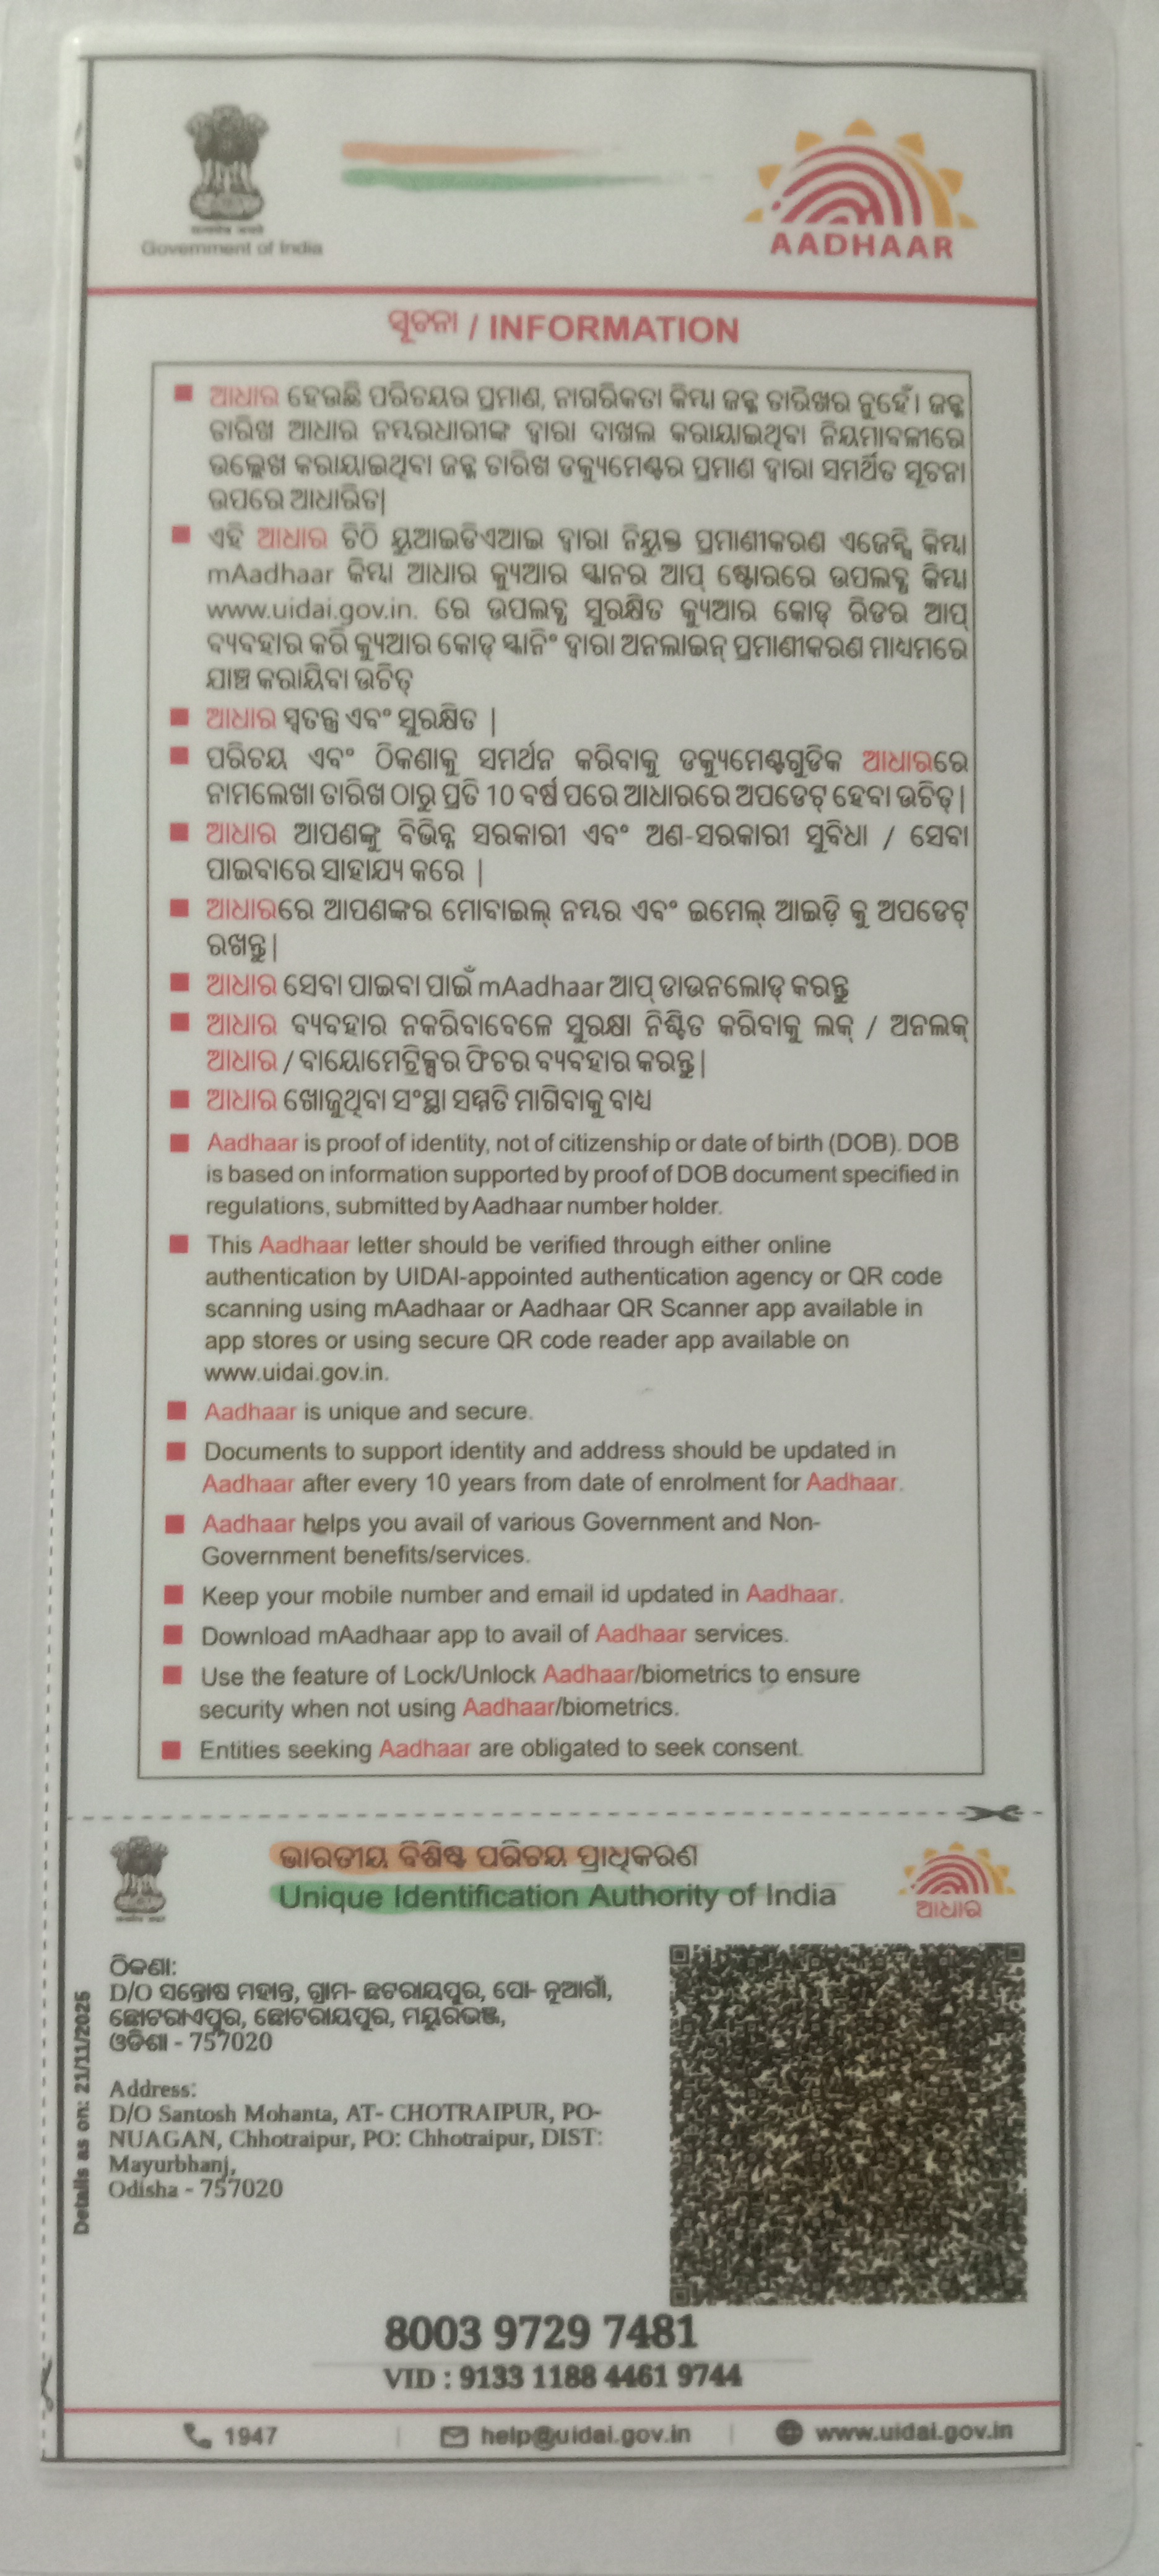 Government of India
AADHAAR
ସୂଚନା / INFORMATION
ଆଧାର ହେଉଛି ପରିଚୟର ପ୍ରମାଣ, ନାଗରିକତା କିମ୍ବା ଜନ୍ମ ତାରିଖର ନୁହେଁ। ଜନ୍ମ
ତାରିଖ ଆଧାର ନମ୍ବରଧାରୀଙ୍କ ଦ୍ୱାରା ଦାଖଲ କରାଯାଇଥିବା ନିୟମାବଳୀରେ
ଉଲ୍ଲେଖ କରାଯାଇଥିବା ଜନ୍ମ ତାରିଖ ଡକ୍ୟୁମେଣ୍ଟର ପ୍ରମାଣ ଦ୍ୱାରା ସମର୍ଥିତ ସୂଚନା
ଉପରେ ଆଧାରିତ|
ଏହି ଆଧାର ଚିଠି ୟୁଆଇଡିଏଆଇ ଦ୍ୱାରା ନିଯୁକ୍ତ ପ୍ରମାଣୀକରଣ ଏଜେନ୍ସି କିମ୍ବା
mAadhaar କିମ୍ବା ଆଧାର କ୍ୟୁଆର ସ୍କାନର ଆପ୍ ଷ୍ଟୋରରେ ଉପଲବ୍ଧ କିମ୍ବା
www.uidai.gov.in. ରେ ଉପଲବ୍ଧ ସୁରକ୍ଷିତ କ୍ୟୁଆର କୋଡ୍ ରିଡର ଆପ୍
ବ୍ୟବହାର କରି କ୍ୟୁଆର କୋଡ୍ ସ୍କାନିଂ ଦ୍ୱାରା ଅନଲାଇନ୍ ପ୍ରମାଣୀକରଣ ମାଧ୍ୟମରେ
ଯାଞ୍ଚ କରାୟିବା ଉଚିତ୍
ଆଧାର ସ୍ୱତନ୍ତ୍ର ଏବଂ ସୁରକ୍ଷିତ |
ପରିଚୟ ଏବଂ ଠିକଣାକୁ ସମର୍ଥନ କରିବାକୁ ଡକ୍ୟୁମେଣ୍ଟଗୁଡିକ ଆଧାରରେ
ନାମଲେଖା ତାରିଖ ଠାରୁ ପ୍ରତି 10 ବର୍ଷ ପରେ ଆଧାରରେ ଅପଡେଟ୍ ହେବା ଉଚିତ୍|
ଆଧାର ଆପଣଙ୍କୁ ବିଭିନ୍ନ ସରକାରୀ ଏବଂ ଅଣ-ସରକାରୀ ସୁବିଧା / ସେବା
ପାଇବାରେ ସାହାଯ୍ୟ କରେ |
ଆଧାରରେ ଆପଣଙ୍କର ମୋବାଇଲ୍ ନମ୍ବର ଏବଂ ଇମେଲ୍ ଆଇଡ଼ି କୁ ଅପଡେଟ୍
ରଖନ୍ତୁ|
ଆଧାର ସେବା ପାଇବା ପାଇଁ mAadhaar ଆପ୍ ଡାଉନଲୋଡ୍ କରନ୍ତୁ
ଆଧାର ବ୍ୟବହାର ନକରିବାବେଳେ ସୁରକ୍ଷା ନିଶ୍ଚିତ କରିବାକୁ ଲକ୍ / ଅନଲକ୍
ଆଧାର / ବାୟୋମେଟ୍ରିକ୍ସର ଫିଚର ବ୍ୟବହାର କରନ୍ତୁ|
ଆଧାର ଖୋଜୁଥିବା ସଂସ୍ଥା ସମ୍ମତି ମାଗିବାକୁ ବାଧ୍ୟ
Aadhaar is proof of identity, not of citizenship or date of birth (DOB). DOB
is based on information supported by proof of DOB document specified in
regulations, submitted by Aadhaar number holder.
This Aadhaar letter should be verified through either online
authentication by UIDAI-appointed authentication agency or QR code
scanning using mAadhaar or Aadhaar QR Scanner app available in
app stores or using secure QR code reader app available on
www.uidai.gov.in.
Aadhaar is unique and secure.
Documents to support identity and address should be updated in
Aadhaar after every 10 years from date of enrolment for Aadhaar.
Aadhaar helps you avail of various Government and Non-
Government benefits/services.
Keep your mobile number and email id updated in Aadhaar.
Download mAadhaar app to avail of Aadhaar services.
Use the feature of Lock/Unlock Aadhaar/biometrics to ensure
security when not using Aadhaar/biometrics.
Entities seeking Aadhaar are obligated to seek consent.
ଭାରତୀୟ ବିଶିଷ୍ଟ ପରିଚୟ ପ୍ରାଧିକରଣ
Unique Identification Authority of India
ଆଧାର
Details as on: 21/11/2025
ଠିକଣା:
D/O ସନ୍ତୋଷ ମହାନ୍ତ, ଗ୍ରାମ- ଛଟରାୟପୁର, ପୋ- ନୂଆଗାଁ,
ଛୋଟରାଏପୁର, ଛୋଟରାୟପୁର, ମୟୁରଭଞ୍ଜ,
ଓଡିଶା - 757020
Address:
D/O Santosh Mohanta, AT- CHOTRAIPUR, PO-
NUAGAN, Chhotraipur, PO: Chhotraipur, DIST:
Mayurbhanj,
Odisha - 757020
8003 9729 7481
VID : 9133 1188 4461 9744
1947
help@uidai.gov.in
www.uidai.gov.in